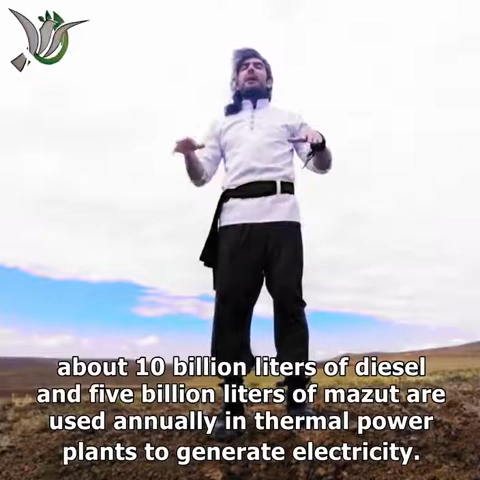 about 10 billion liters of diesel
and five billion liters of mazut are
used annually in thermal power
plants to generate electricity.